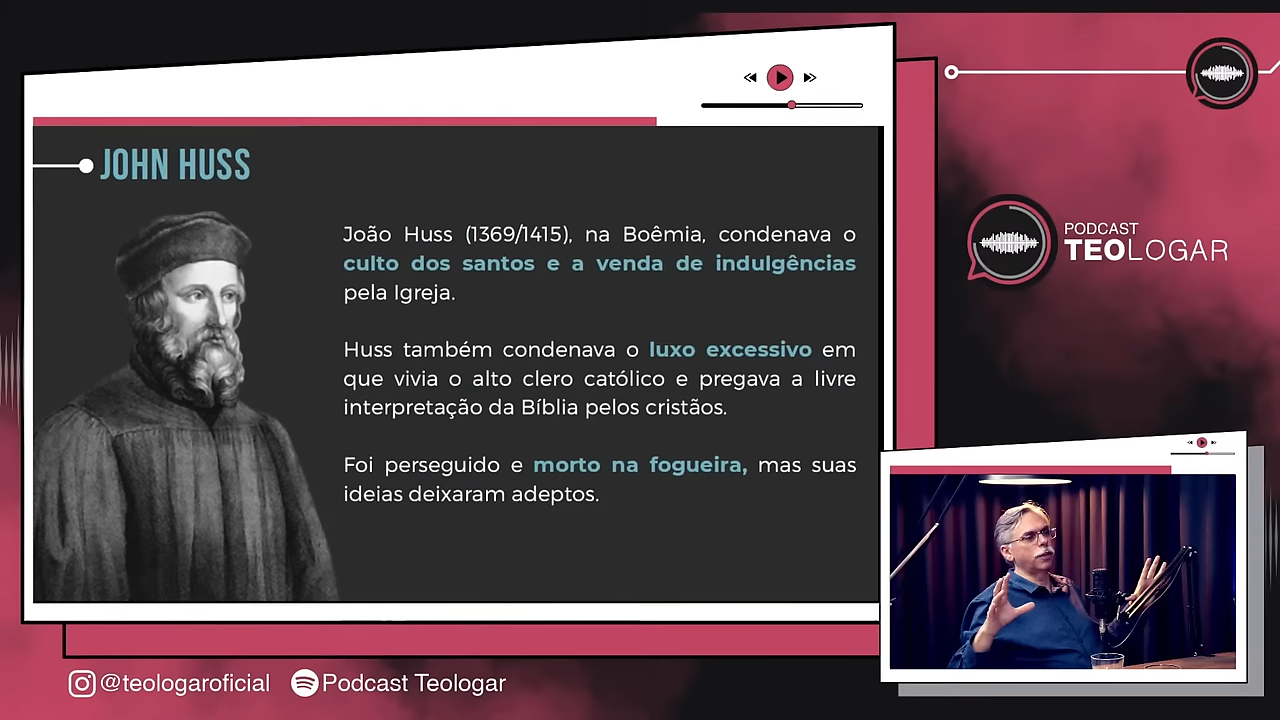 JOHN HUSS
João Huss (1369/1415), na Boêmia, condenava o
culto dos santos e a venda de indulgências
pela Igreja.
Huss também condenava o luxo excessivo em
que vivia o alto clero católico e pregava a livre
interpretação da Bíblia pelos cristãos.
Foi perseguido e morto na fogueira, mas suas
ideias deixaram adeptos.
PODCAST
TEOLOGAR
@teologaroficial
Podcast Teologar